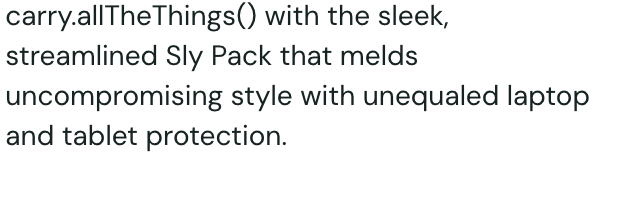 carry.allTheThings() with the sleek,
streamlined Sly Pack that melds
uncompromising style with unequaled laptop
and tablet protection.